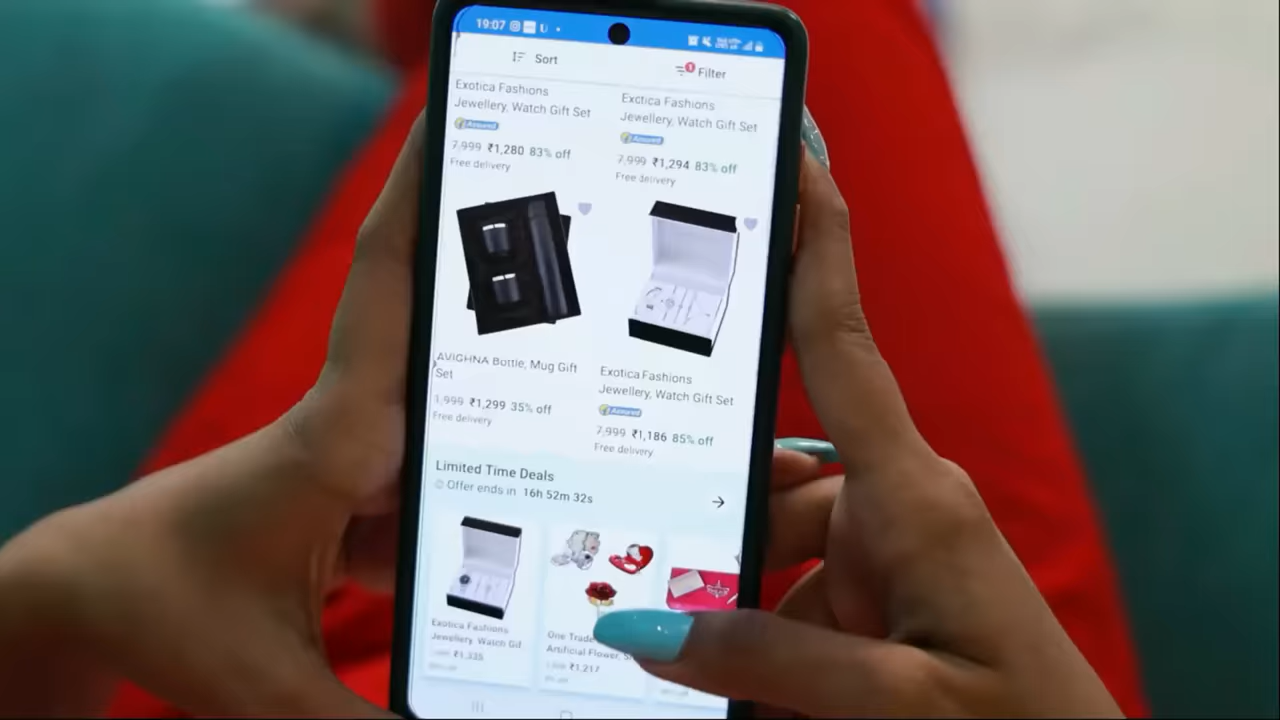 19:07
Sort
Filter
1
Exotica Fashions
Jewellery, Watch Gift Set
Assured
7,999 ₹1,280 83% off
Free delivery
Exotica Fashions
Jewellery, Watch Gift Set
Assured
7,999 ₹1,294 83% off
Free delivery
AVIGHNA Bottle, Mug Gift
Set
1,999 ₹1,299 35% off
Free delivery
Exotica Fashions
Jewellery, Watch Gift Set
Assured
7,999 ₹1,186 85% off
Free delivery
Limited Time Deals
Offer ends in 16h 52m 32s
Exotica Fashions
Jewellery, Watch Gif
₹1,335
One Trade
Artificial Flower, S
₹1,217